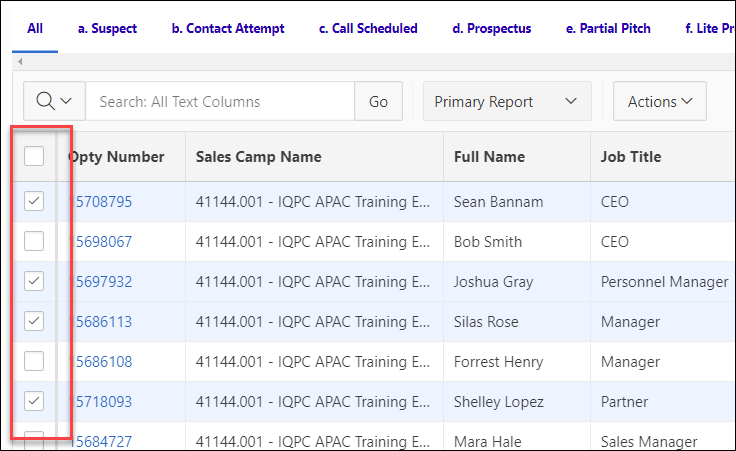 All a. Suspect b. Contact Attempt c. Call Scheduled d. Prospectus e. Partial Pitch f. Lite Pr
Search: All Text Columns Go Primary Report Actions
Opty Number Sales Camp Name Full Name Job Title
15708795 41144.001 - IQPC APAC Training E... Sean Bannam CEO
15698067 41144.001 - IQPC APAC Training E... Bob Smith CEO
15697932 41144.001 - IQPC APAC Training E... Joshua Gray Personnel Manager
15686113 41144.001 - IQPC APAC Training E... Silas Rose Manager
15686108 41144.001 - IQPC APAC Training E... Forrest Henry Manager
15718093 41144.001 - IQPC APAC Training E... Shelley Lopez Partner
15684727 41144.001 - IQPC APAC Training E... Mara Hale Sales Manager